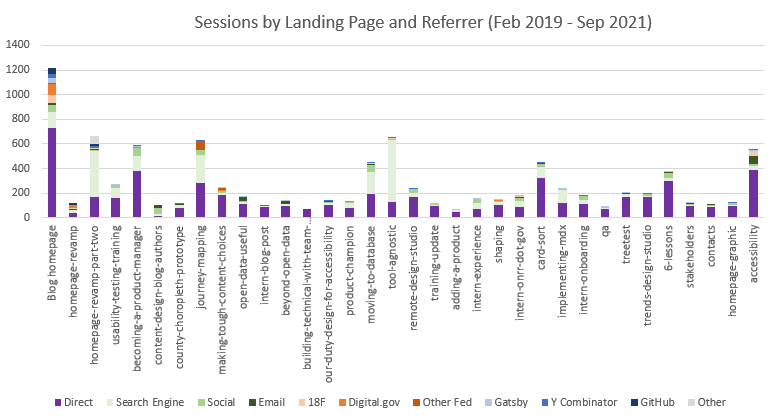 Sessions by Landing Page and Referrer (Feb 2019 - Sep 2021)
1400
1200
1000
800
600
400
200
0
Blog homepage
homepage-revamp
homepage-revamp-part-two
usability-testing-training
becoming-a-product-manager
content-design-blog-authors
county-choropleth-prototype
journey-mapping
making-tough-content-choices
open-data-useful
intern-blog-post
beyond-open-data
building-technical-with-team-...
our-duty-design-for-accessibility
product-champion
moving-to-database
tool-agnostic
remote-design-studio
training-update
adding-a-product
intern-experience
shaping
intern-onrr-dot-gov
card-sort
implementing-mdx
intern-onboarding
qa
treetest
trends-design-studio
6-lessons
stakeholders
contacts
homepage-graphic
accessibility
Direct Search Engine Social Email 18F Digital.gov Other Fed Gatsby Y Combinator GitHub Other